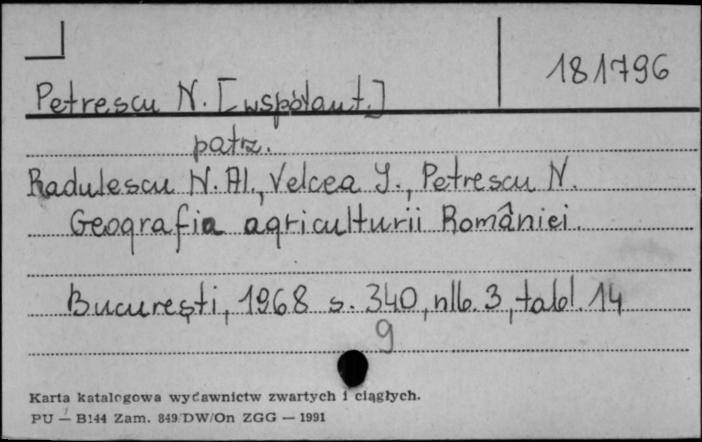 181796
Petrescu N. [współaut.]
patrz.
Radulescu N. Al., Velcea I., Petrescu N.
Geografia agriculturii României.
Bucureşti, 1968 s. 340, nlb. 3, tabl. 14
9
Karta katalogowa wydawnictw zwartych i ciągłych.
PU — B144 Zam. 849/DW/On ZGG — 1991